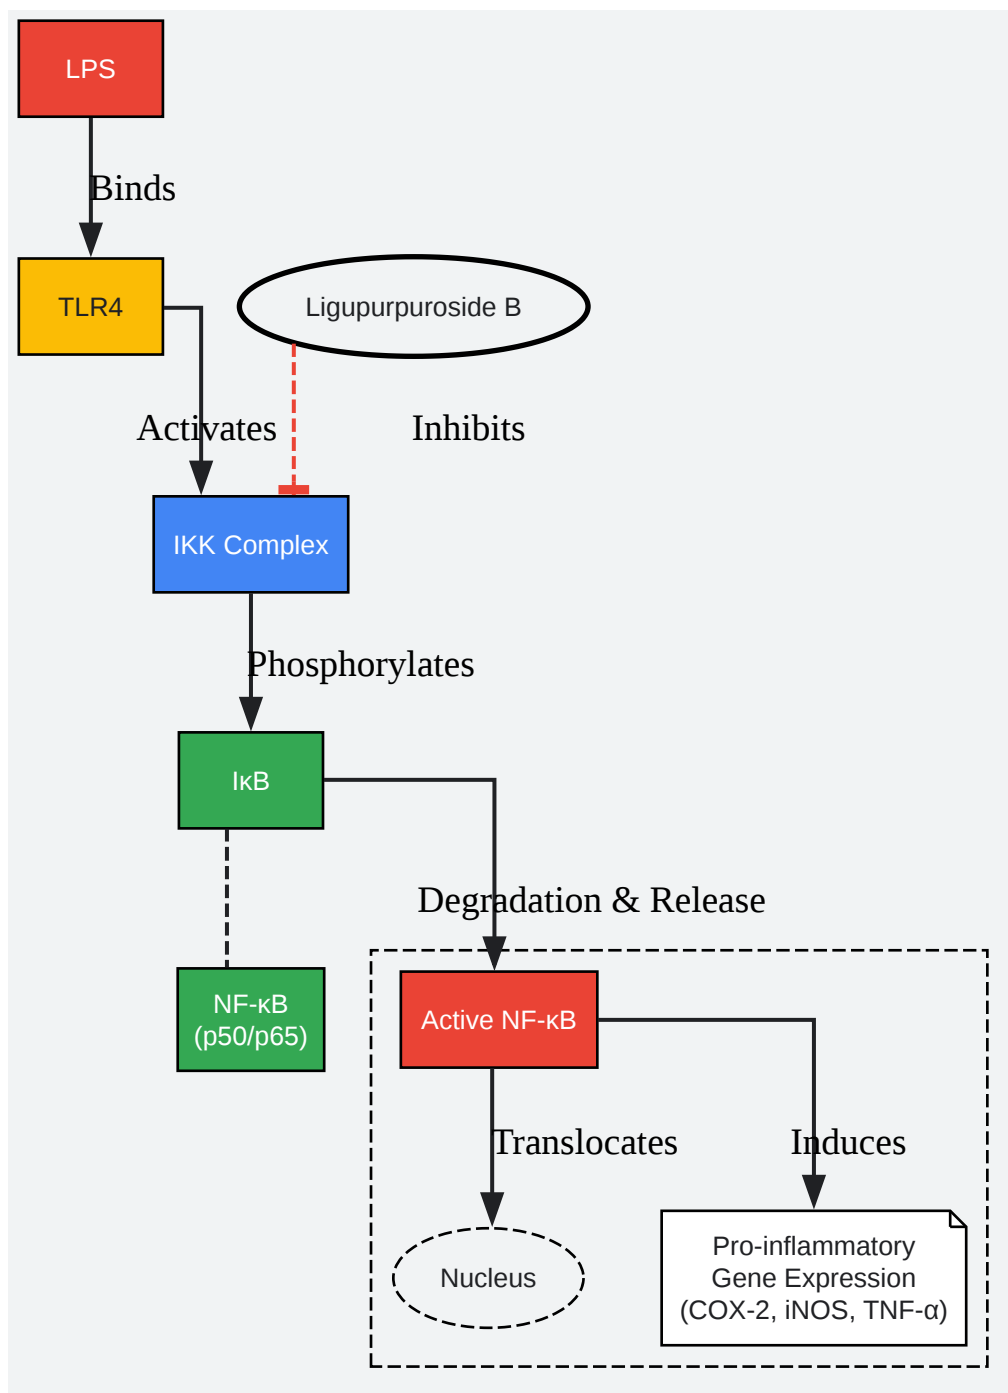 LPS
Binds
TLR4
Ligupurpuroside B
Activates
Inhibits
IKK Complex
Phosphorylates
IκB
Degradation & Release
NF-κB
(p50/p65)
Active NF-κB
Translocates
Induces
Nucleus
Pro-inflammatory
Gene Expression
(COX-2, iNOS, TNF-α)